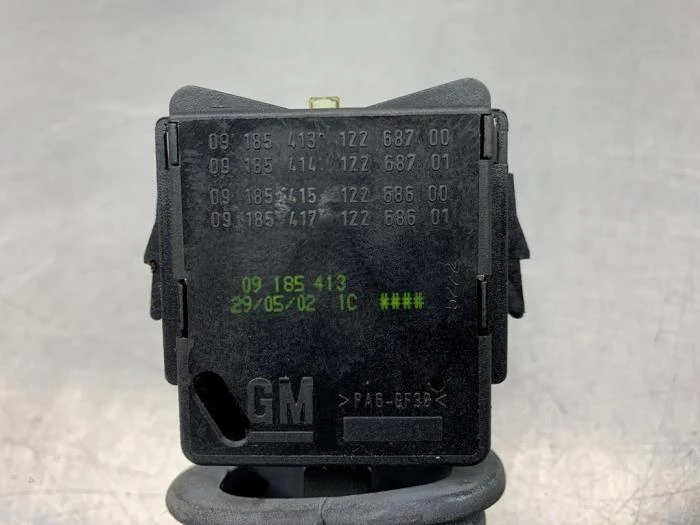 09 185 413 122 687 00
09 185 414 122 687 01
09 185 415 122 686 00
09 185 417 122 686 01
09 185 413
29/05/02 1C ####
GM
>PA6-GF30<